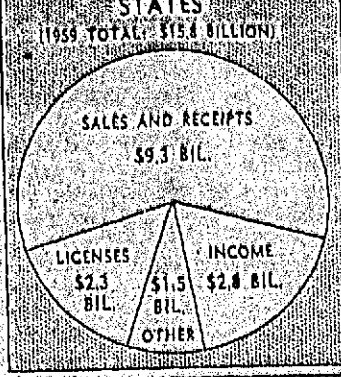 STATES
(1959 TOTAL: $15.8 BILLION)
SALES AND RECEIPTS
$9.3 BIL.
LICENSES
$2.3
BIL.
$1.5
BIL.
OTHER
INCOME
$2.8 BIL.